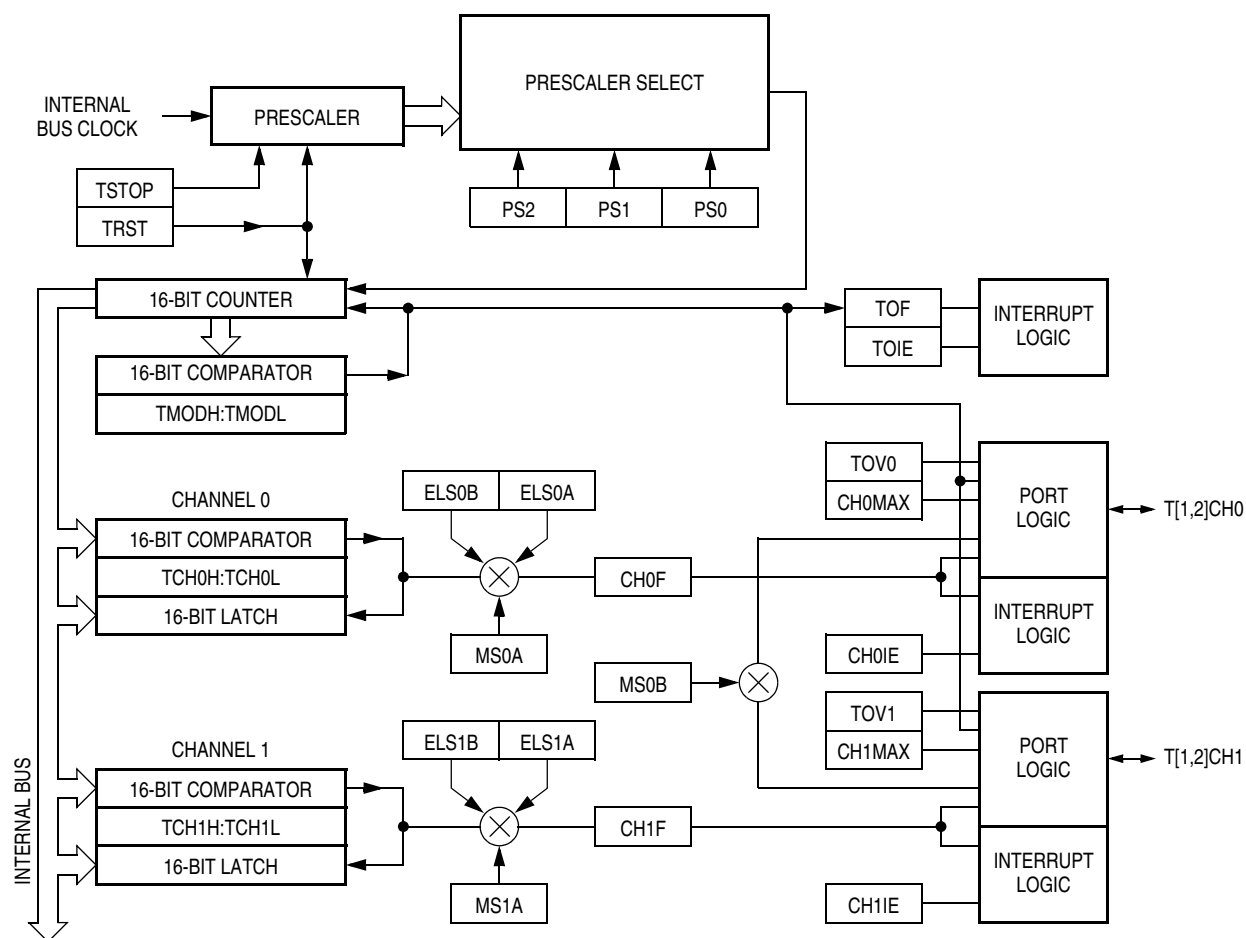 PRESCALER SELECT
INTERNAL
BUS CLOCK
PRESCALER
TSTOP
TRST
PS2 PS1 PS0
16-BIT COUNTER
TOF
TOIE
INTERRUPT
LOGIC
16-BIT COMPARATOR
TMODH:TMODL
CHANNEL 0
ELS0B ELS0A
TOV0
CH0MAX
PORT
LOGIC
T[1,2]CH0
16-BIT COMPARATOR
TCH0H:TCH0L
16-BIT LATCH
CH0F
MS0A
INTERRUPT
LOGIC
CH0IE
MS0B
CHANNEL 1
ELS1B ELS1A
TOV1
CH1MAX
PORT
LOGIC
T[1,2]CH1
16-BIT COMPARATOR
TCH1H:TCH1L
16-BIT LATCH
CH1F
MS1A
INTERRUPT
LOGIC
CH1IE
INTERNAL BUS